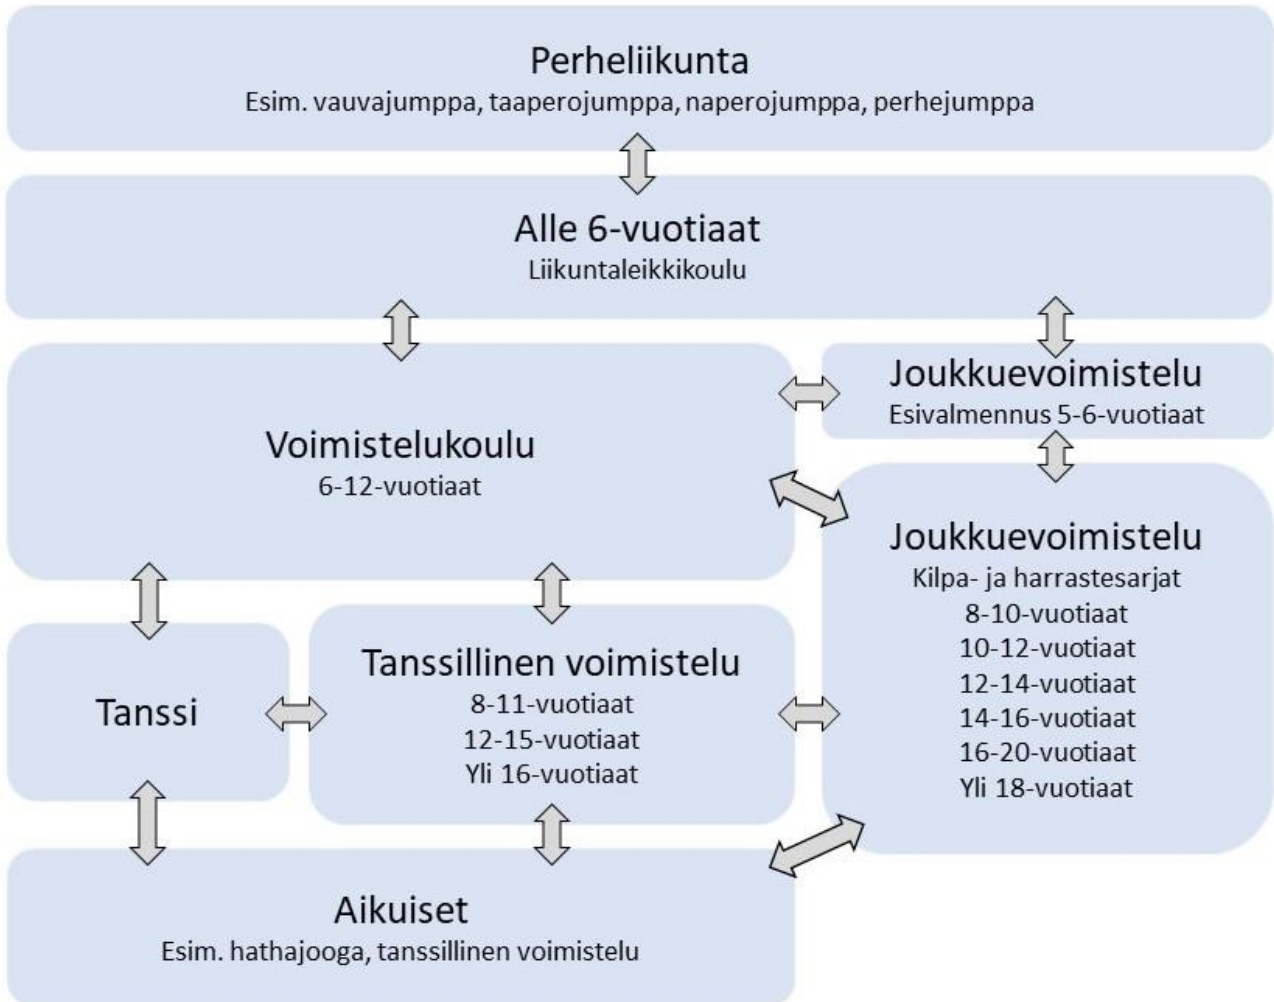 Perheliikunta
Esim. vauvajumppa, taaperojumppa, naperojumppa, perhejumppa
Alle 6-vuotiaat
Liikuntaleikkikoulu
Voimistelukoulu
6-12-vuotiaat
Joukkuevoimistelu
Esivalmennus 5-6-vuotiaat
Joukkuevoimistelu
Kilpa- ja harrastesarjat
8-10-vuotiaat
10-12-vuotiaat
12-14-vuotiaat
14-16-vuotiaat
16-20-vuotiaat
Yli 18-vuotiaat
Tanssi
Tanssillinen voimistelu
8-11-vuotiaat
12-15-vuotiaat
Yli 16-vuotiaat
Aikuiset
Esim. hathajooga, tanssillinen voimistelu